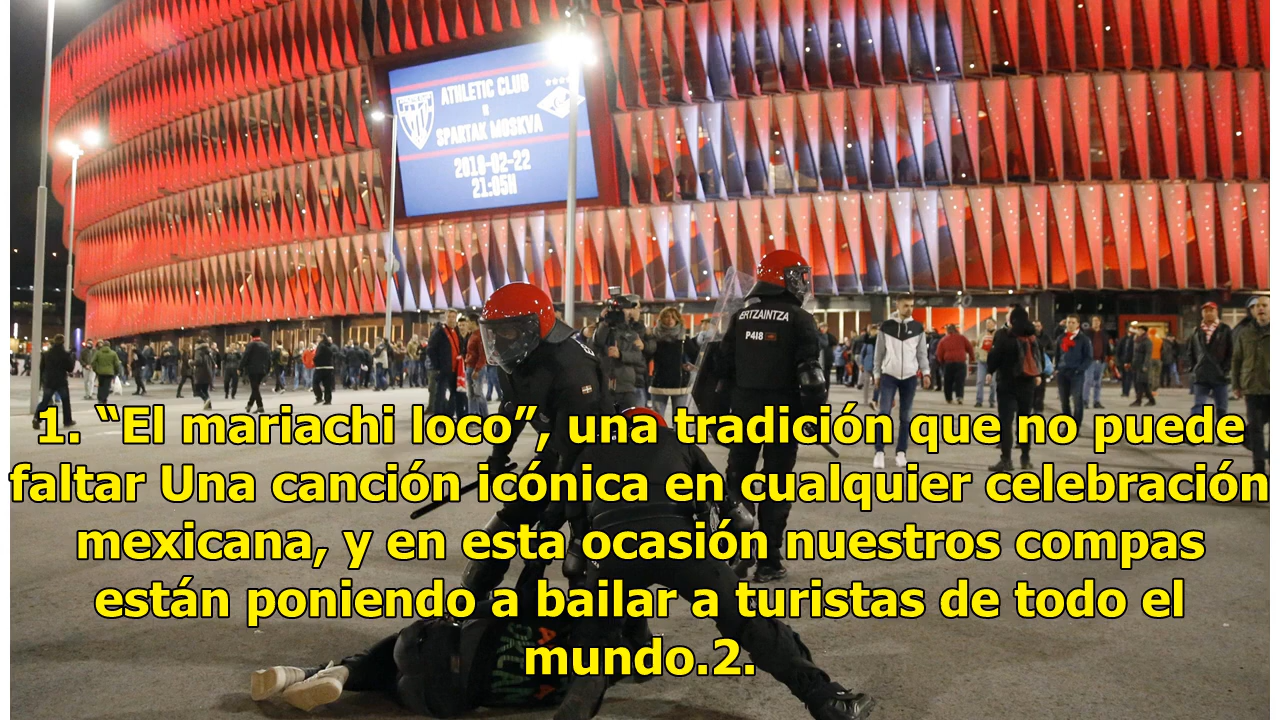 ATHLETIC CLUB
SPARTAK MOSKVA
2018-02-22
21:05H
ERTZAINTZA
P418
1. “El mariachi loco”, una tradición que no puede
faltar Una canción icónica en cualquier celebración
mexicana, y en esta ocasión nuestros compas
están poniendo a bailar a turistas de todo el
mundo.2.